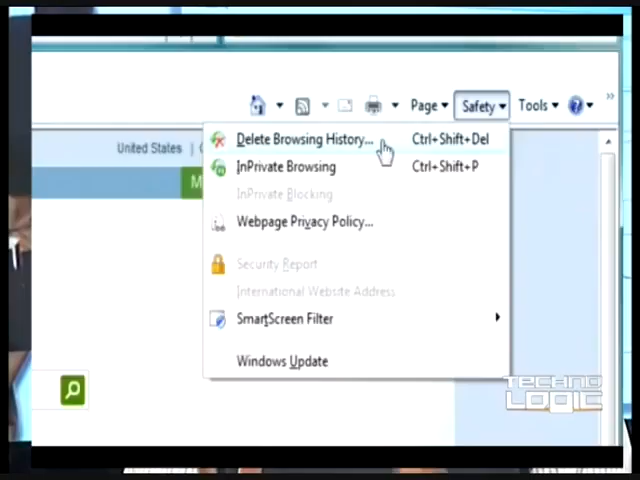 Page Safety Tools
Delete Browsing History... Ctrl+Shift+Del
United States
InPrivate Browsing Ctrl+Shift+P
M
InPrivate Blocking
Webpage Privacy Policy...
Security Report
International Website Address
SmartScreen Filter
Windows Update
TECHNO
LOGIC